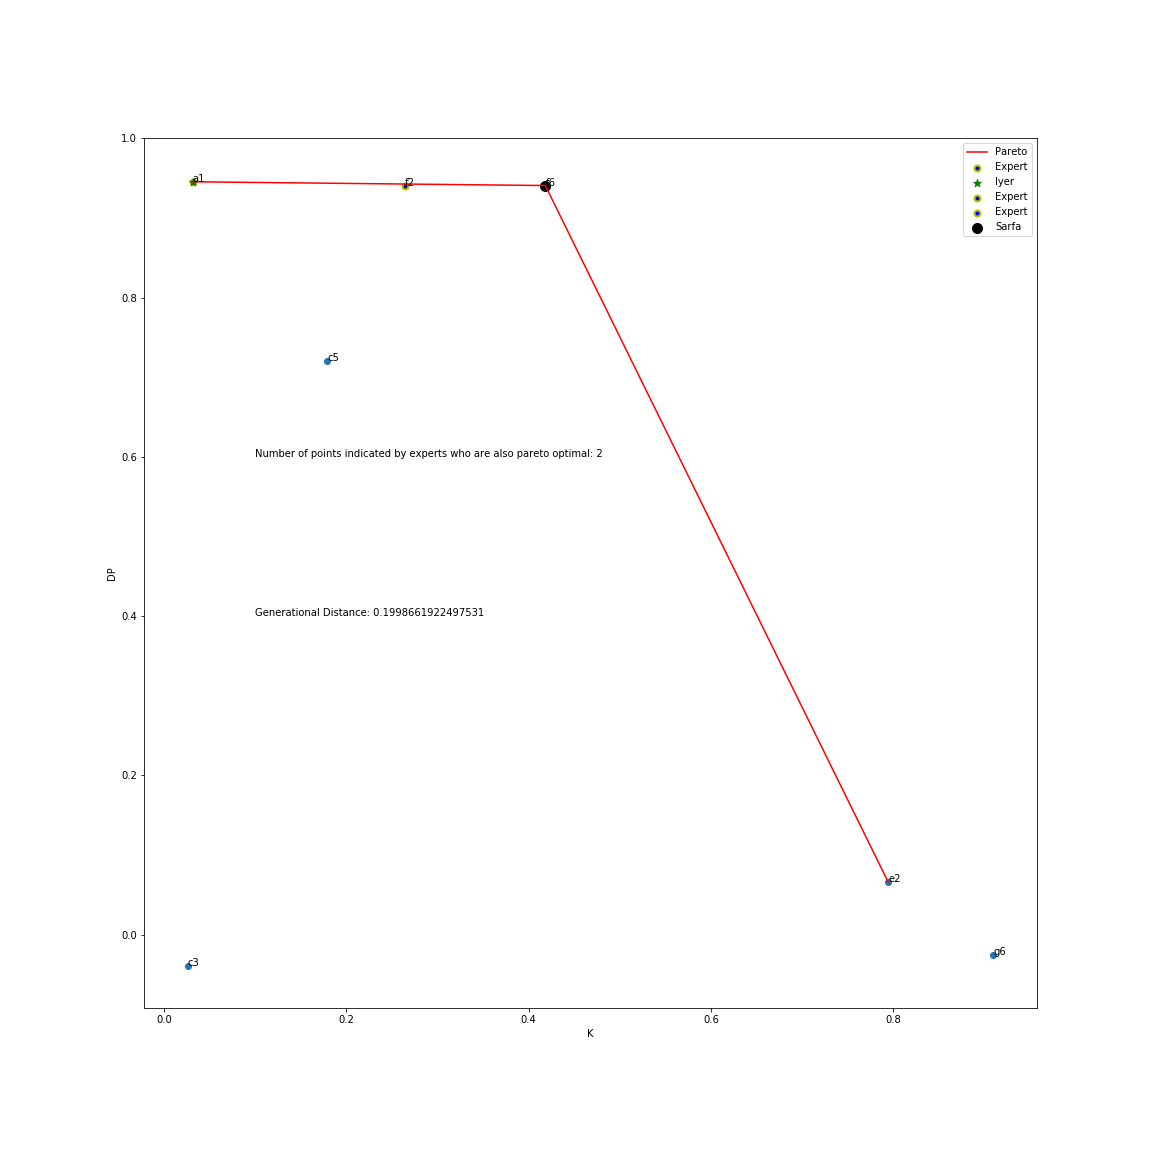 1.0
Pareto
Expert
Iyer
Expert
Expert
Sarfa
a1
f2
f6
0.8
c5
0.6
Number of points indicated by experts who are also pareto optimal: 2
DP
0.4
Generational Distance: 0.1998661922497531
0.2
e2
0.0
g6
c3
0.0 0.2 0.4 0.6 0.8
K